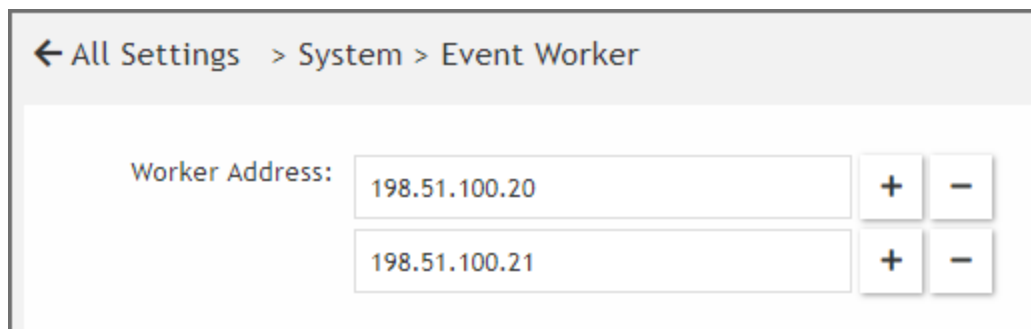 ← All Settings > System > Event Worker
Worker Address: 198.51.100.20 + −
198.51.100.21 + −